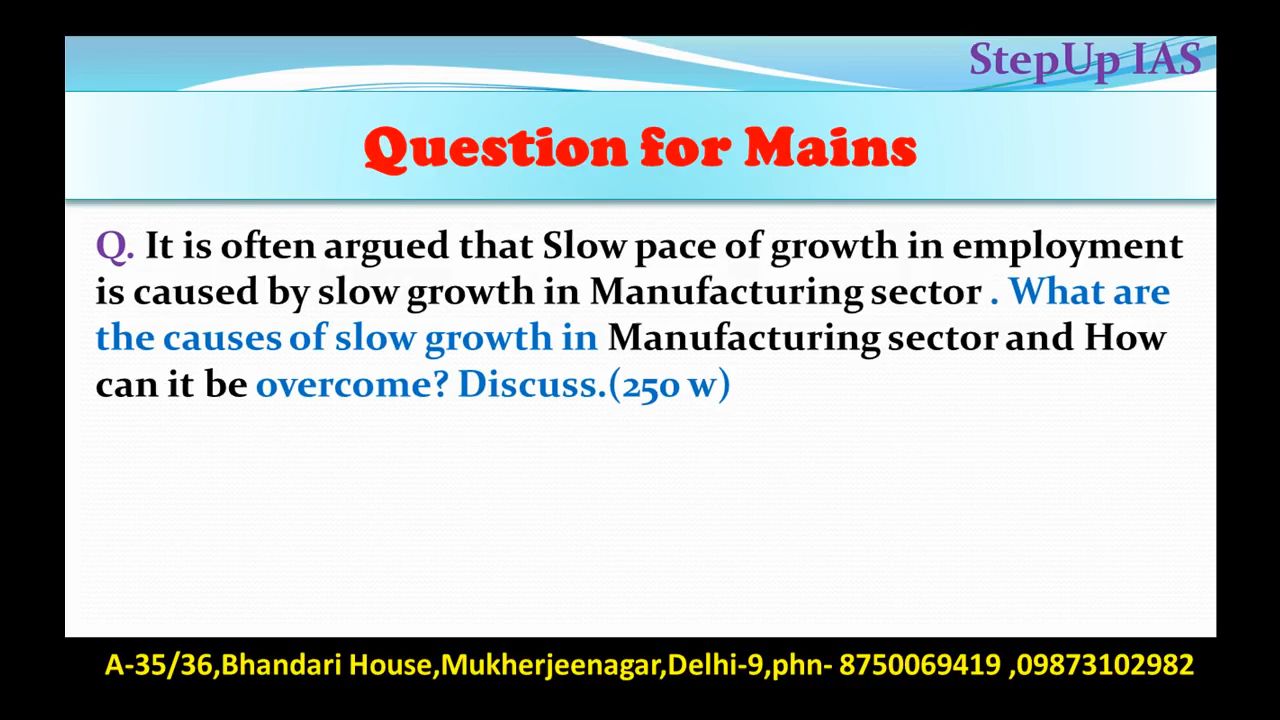 StepUp IAS
Question for Mains
Q. It is often argued that Slow pace of growth in employment
is caused by slow growth in Manufacturing sector . What are
the causes of slow growth in Manufacturing sector and How
can it be overcome? Discuss.(250 w)
A-35/36,Bhandari House,Mukherjeenagar,Delhi-9,phn- 8750069419 ,09873102982